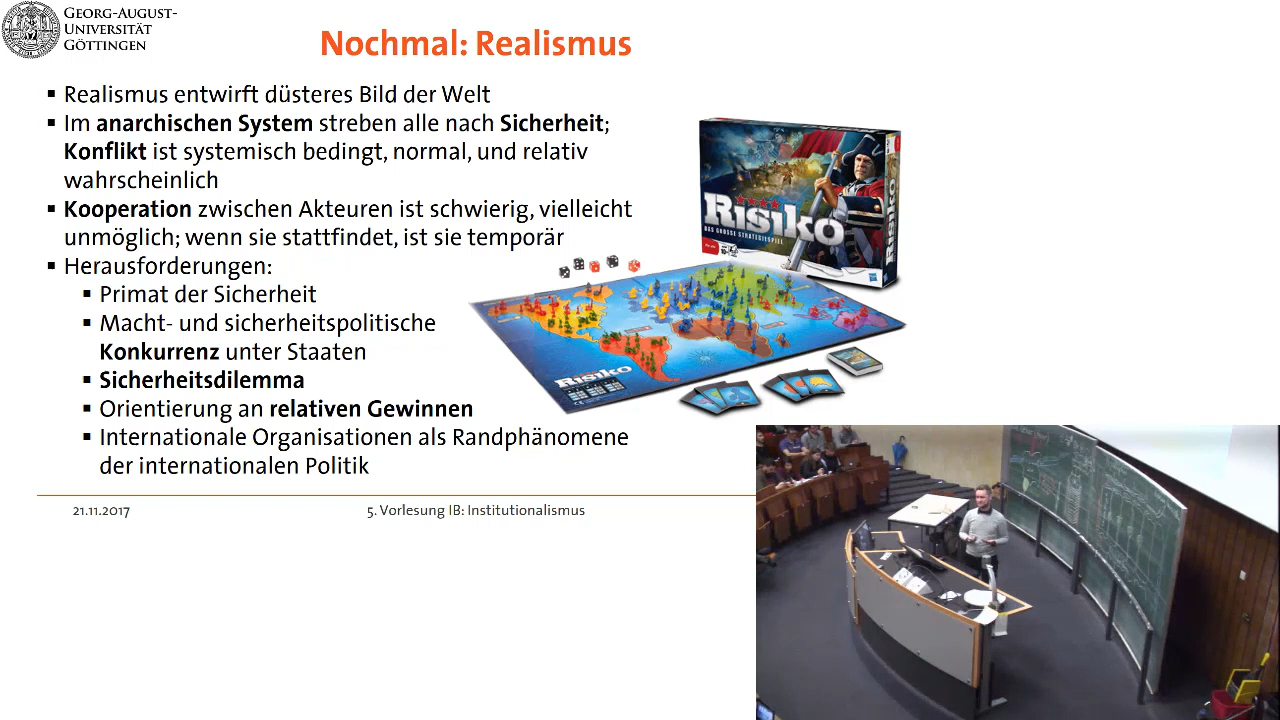 GEORG-AUGUST-
UNIVERSITÄT
GÖTTINGEN
Nochmal: Realismus
▪ Realismus entwirft düsteres Bild der Welt
▪ Im anarchischen System streben alle nach Sicherheit;
Konflikt ist systemisch bedingt, normal, und relativ
wahrscheinlich
▪ Kooperation zwischen Akteuren ist schwierig, vielleicht
unmöglich; wenn sie stattfindet, ist sie temporär
▪ Herausforderungen:
▪ Primat der Sicherheit
▪ Macht- und sicherheitspolitische
Konkurrenz unter Staaten
▪ Sicherheitsdilemma
▪ Orientierung an relativen Gewinnen
▪ Internationale Organisationen als Randphänomene
der internationalen Politik
Risiko
DAS GROSSE STRATEGIESPIEL
Risiko
Risiko
21.11.2017
5. Vorlesung IB: Institutionalismus